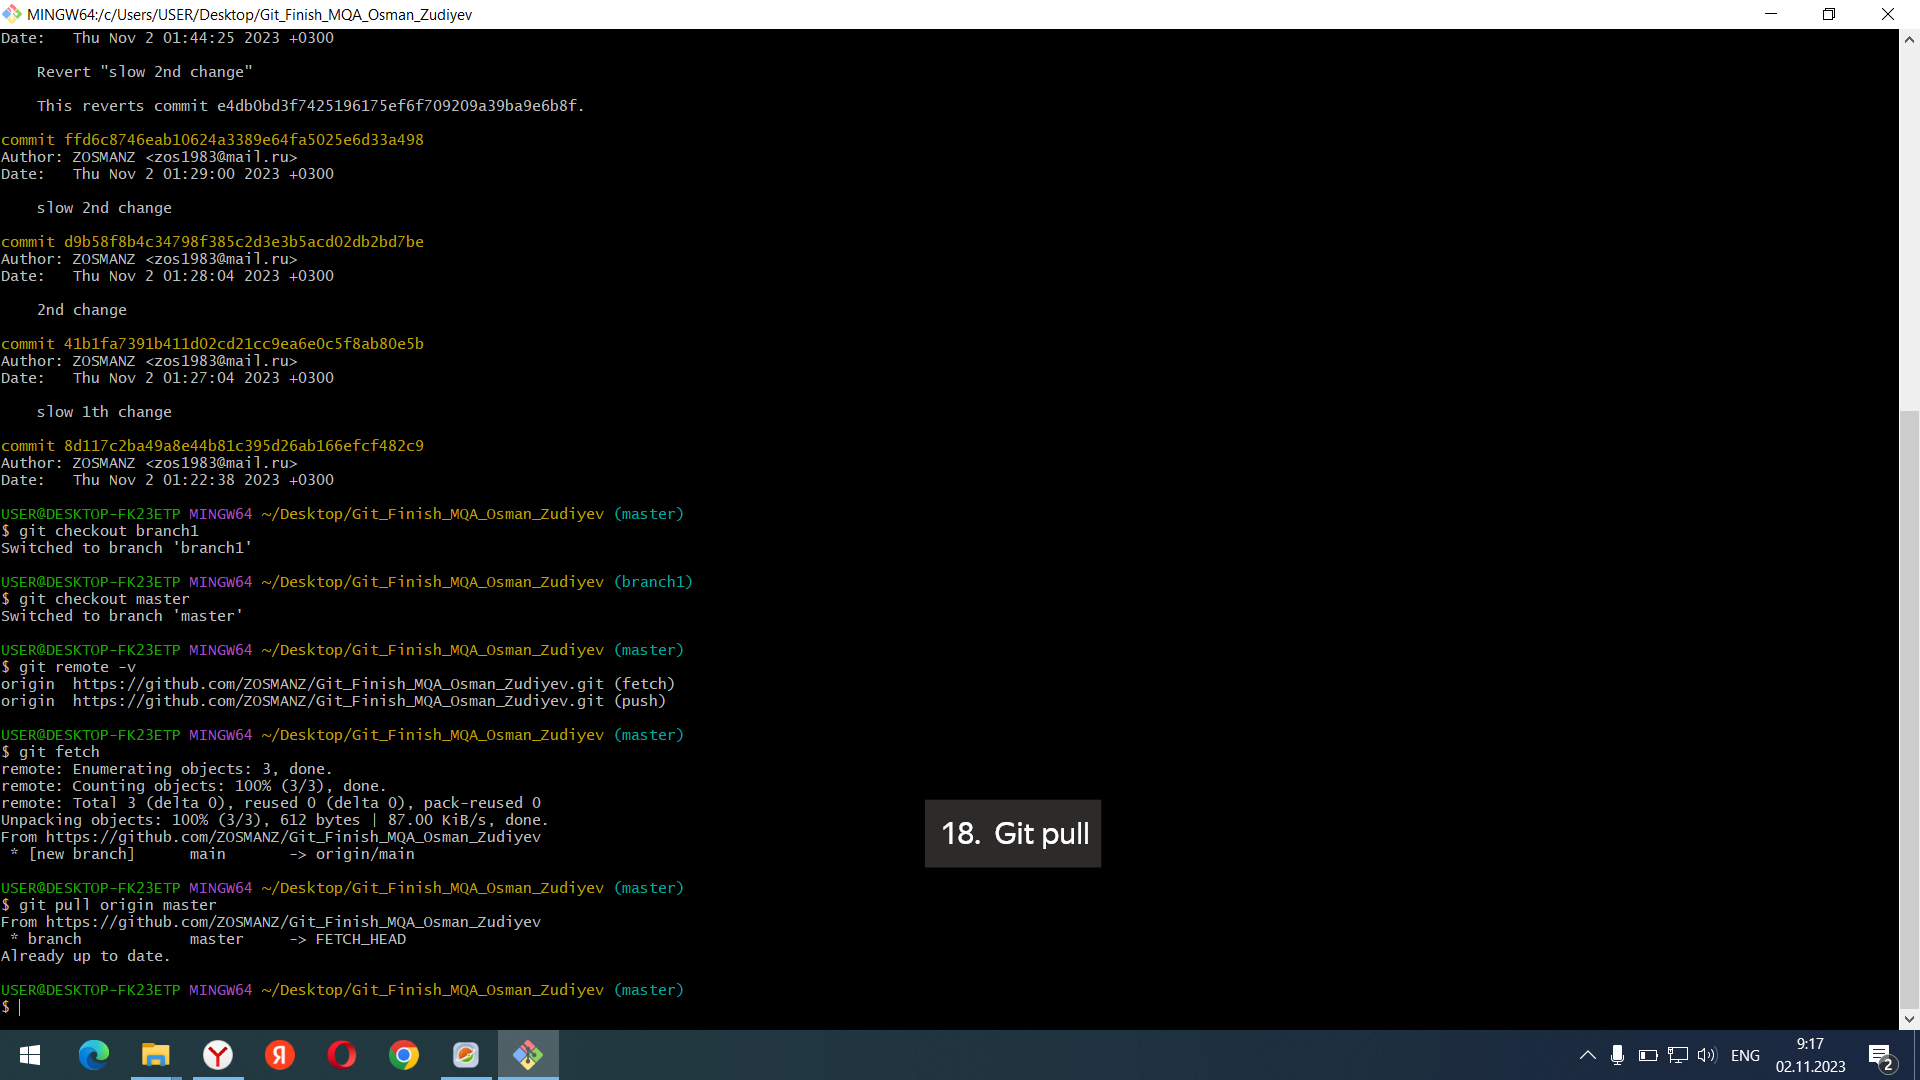 MINGW64:/c/Users/USER/Desktop/Git_Finish_MQA_Osman_Zudiyev
Date:   Thu Nov 2 01:44:25 2023 +0300
    Revert "slow 2nd change"
    This reverts commit e4db0bd3f7425196175ef6f709209a39ba9e6b8f.
commit ffd6c8746eab10624a3389e64fa5025e6d33a498
Author: ZOSMANZ <zos1983@mail.ru>
Date:   Thu Nov 2 01:29:00 2023 +0300
    slow 2nd change
commit d9b58f8b4c34798f385c2d3e3b5acd02db2bd7be
Author: ZOSMANZ <zos1983@mail.ru>
Date:   Thu Nov 2 01:28:04 2023 +0300
    2nd change
commit 41b1fa7391b411d02cd21cc9ea6e0c5f8ab80e5b
Author: ZOSMANZ <zos1983@mail.ru>
Date:   Thu Nov 2 01:27:04 2023 +0300
    slow 1th change
commit 8d117c2ba49a8e44b81c395d26ab166efcf482c9
Author: ZOSMANZ <zos1983@mail.ru>
Date:   Thu Nov 2 01:22:38 2023 +0300
USER@DESKTOP-FK23ETP MINGW64 ~/Desktop/Git_Finish_MQA_Osman_Zudiyev (master)
$ git checkout branch1
Switched to branch 'branch1'
USER@DESKTOP-FK23ETP MINGW64 ~/Desktop/Git_Finish_MQA_Osman_Zudiyev (branch1)
$ git checkout master
Switched to branch 'master'
USER@DESKTOP-FK23ETP MINGW64 ~/Desktop/Git_Finish_MQA_Osman_Zudiyev (master)
$ git remote -v
origin  https://github.com/ZOSMANZ/Git_Finish_MQA_Osman_Zudiyev.git (fetch)
origin  https://github.com/ZOSMANZ/Git_Finish_MQA_Osman_Zudiyev.git (push)
USER@DESKTOP-FK23ETP MINGW64 ~/Desktop/Git_Finish_MQA_Osman_Zudiyev (master)
$ git fetch
remote: Enumerating objects: 3, done.
remote: Counting objects: 100% (3/3), done.
remote: Total 3 (delta 0), reused 0 (delta 0), pack-reused 0
Unpacking objects: 100% (3/3), 612 bytes | 87.00 KiB/s, done.
From https://github.com/ZOSMANZ/Git_Finish_MQA_Osman_Zudiyev
 * [new branch]      main       -> origin/main
18.  Git pull
USER@DESKTOP-FK23ETP MINGW64 ~/Desktop/Git_Finish_MQA_Osman_Zudiyev (master)
$ git pull origin master
From https://github.com/ZOSMANZ/Git_Finish_MQA_Osman_Zudiyev
 * branch            master     -> FETCH_HEAD
Already up to date.
USER@DESKTOP-FK23ETP MINGW64 ~/Desktop/Git_Finish_MQA_Osman_Zudiyev (master)
$
Y
Я
ENG
9:17
02.11.2023
2